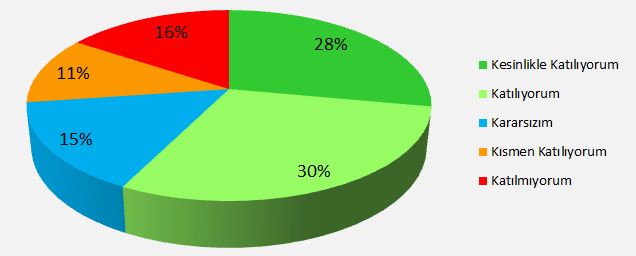 16%
28%
11%
15%
30%
Kesinlikle Katılıyorum
Katılıyorum
Kararsızım
Kısmen Katılıyorum
Katılmıyorum